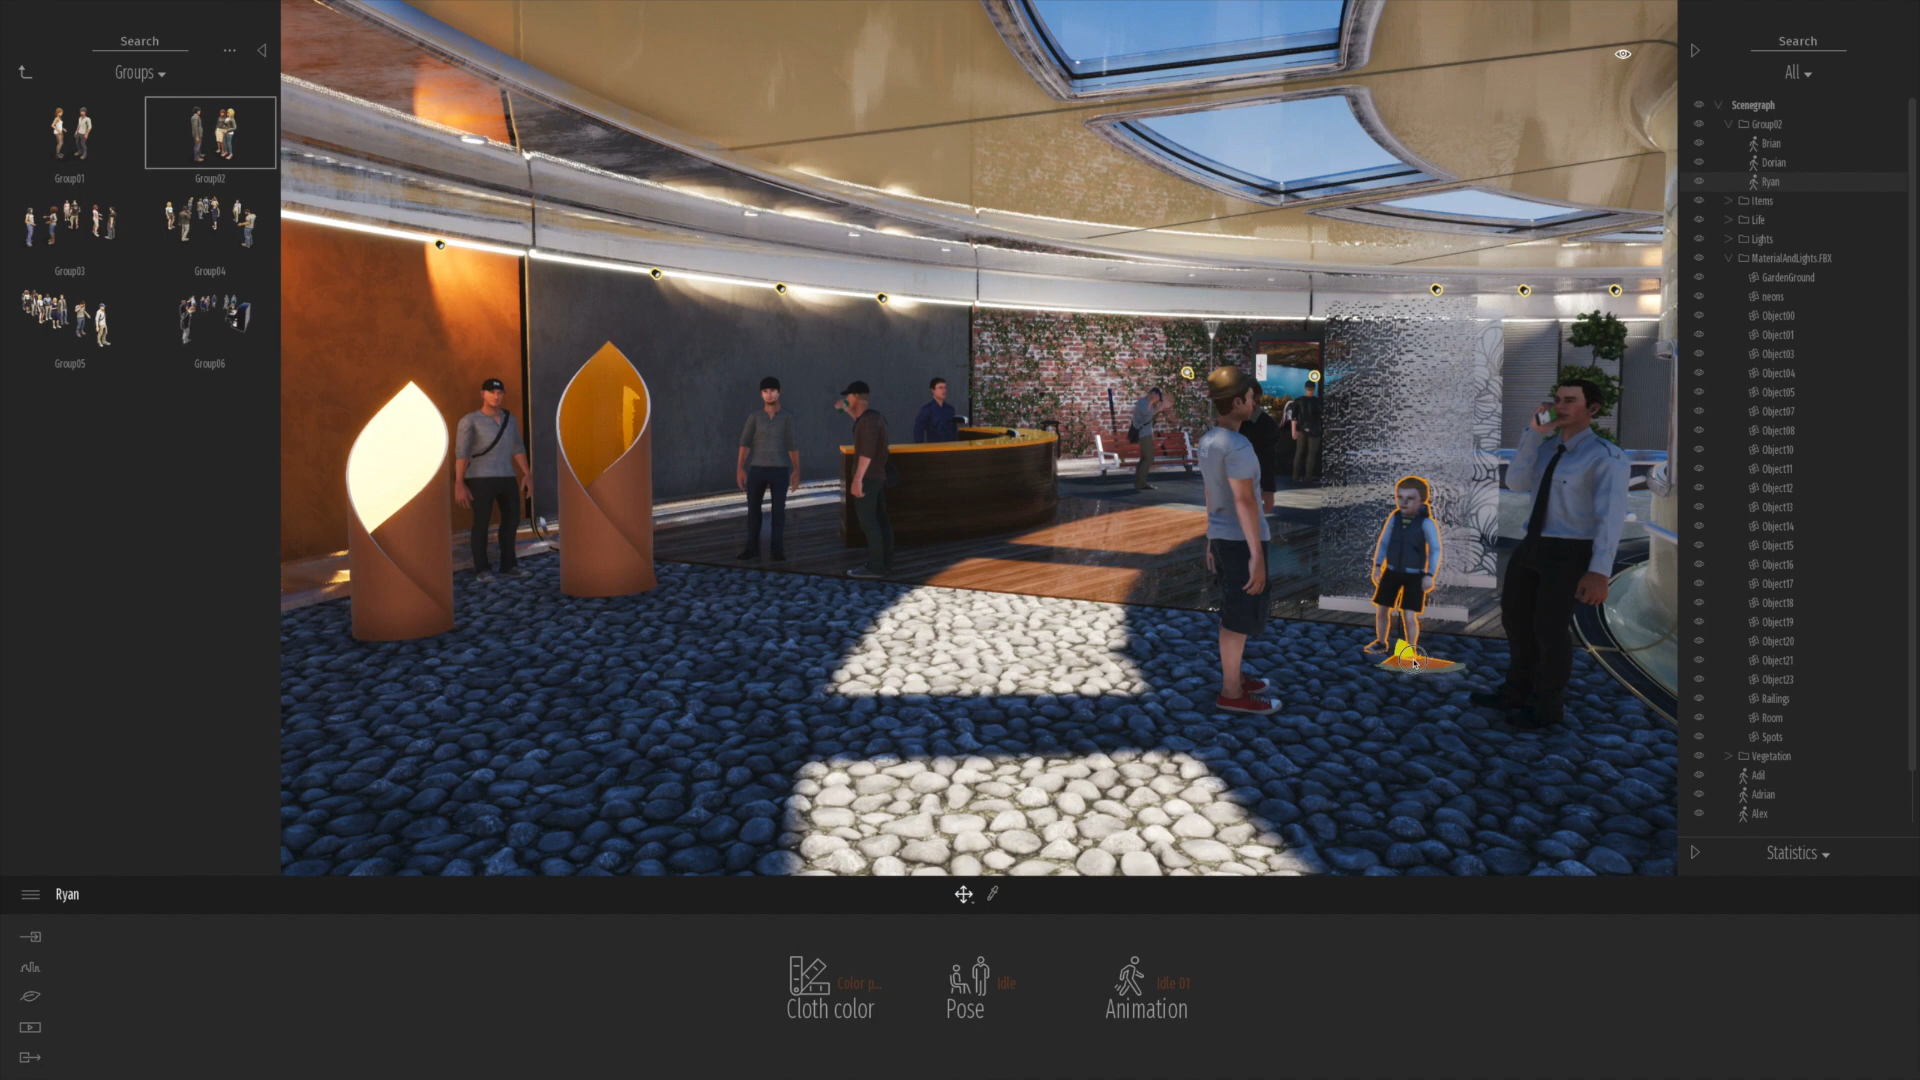 Search
...
Groups
Group01
Group02
Group03
Group04
Group05
Group06
Search
All
Scenegraph
Group02
Brian
Dorian
Ryan
Items
Life
Lights
MaterialAndLights.FBX
GardenGround
neons
Object00
Object01
Object03
Object04
Object05
Object07
Object08
Object10
Object11
Object12
Object13
Object14
Object15
Object16
Object17
Object18
Object19
Object20
Object21
Object23
Railings
Room
Spots
Vegetation
Adil
Adrian
Alex
Statistics
Ryan
Color p...
Cloth color
Idle
Pose
Idle 01
Animation